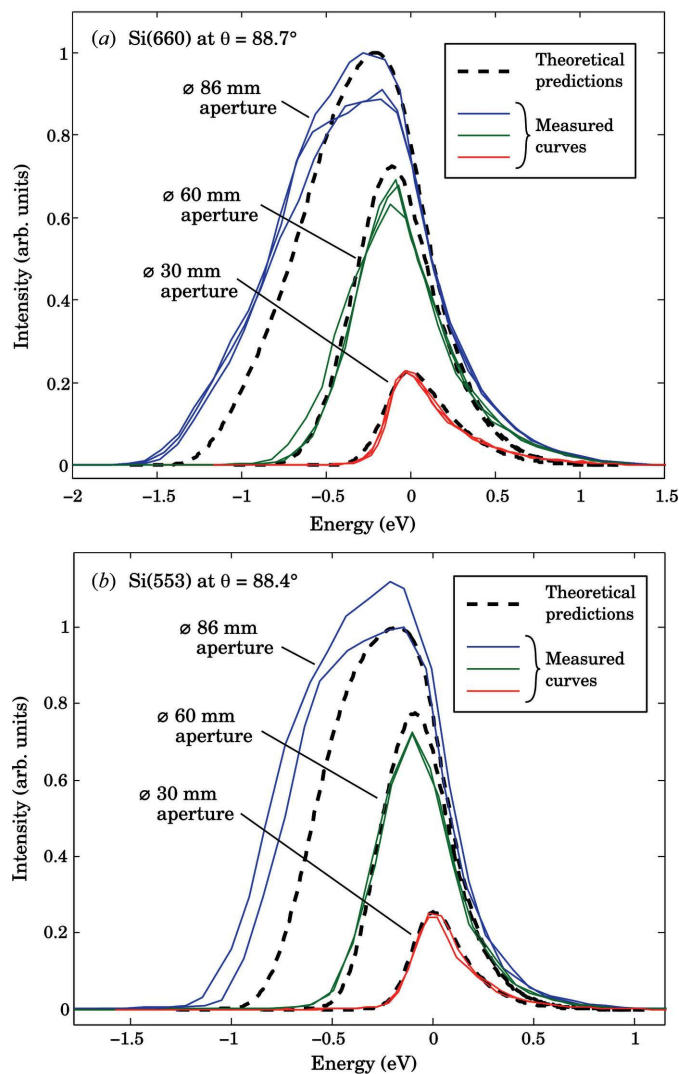 (a) Si(660) at θ = 88.7°
Theoretical
predictions
Measured
curves
ø 86 mm
aperture
ø 60 mm
aperture
ø 30 mm
aperture
Intensity (arb. units)
1
0.8
0.6
0.4
0.2
0
-2
-1.5
-1
-0.5
0
0.5
1
1.5
Energy (eV)
(b) Si(553) at θ = 88.4°
Theoretical
predictions
Measured
curves
ø 86 mm
aperture
ø 60 mm
aperture
ø 30 mm
aperture
Intensity (arb. units)
1
0.8
0.6
0.4
0.2
0
-1.5
-1
-0.5
0
0.5
1
Energy (eV)